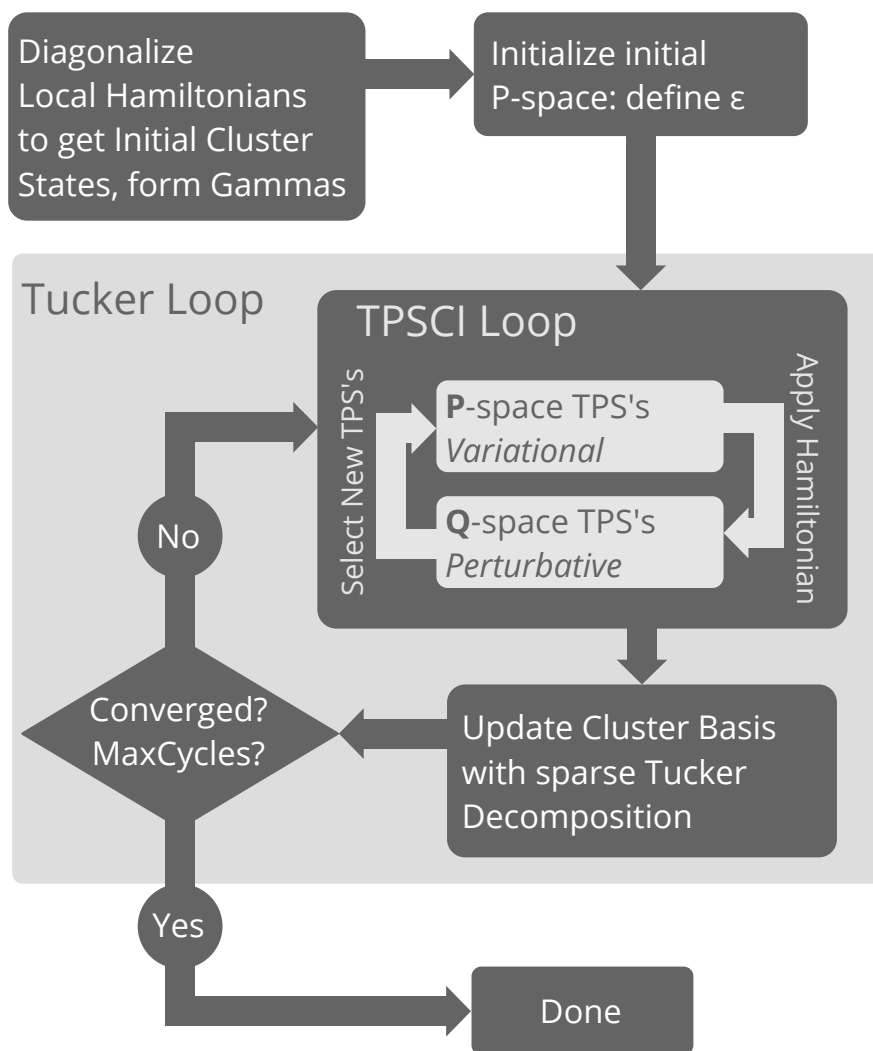 Diagonalize
Local Hamiltonians
to get Initial Cluster
States, form Gammas
Initialize initial
P-space: define ε
Tucker Loop
TPSCI Loop
Select New TPS's
P-space TPS's
Variational
Q-space TPS's
Perturbative
Apply Hamiltonian
No
Converged?
MaxCycles?
Update Cluster Basis
with sparse Tucker
Decomposition
Yes
Done